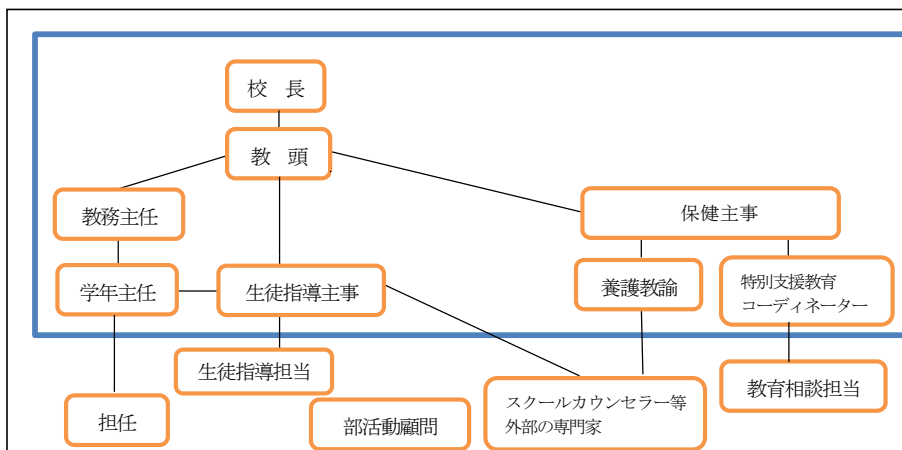 校　長
教　頭
教務主任
保健主事
学年主任
生徒指導主事
養護教諭
特別支援教育
コーディネーター
生徒指導担当
教育相談担当
担任
部活動顧問
スクールカウンセラー等
外部の専門家